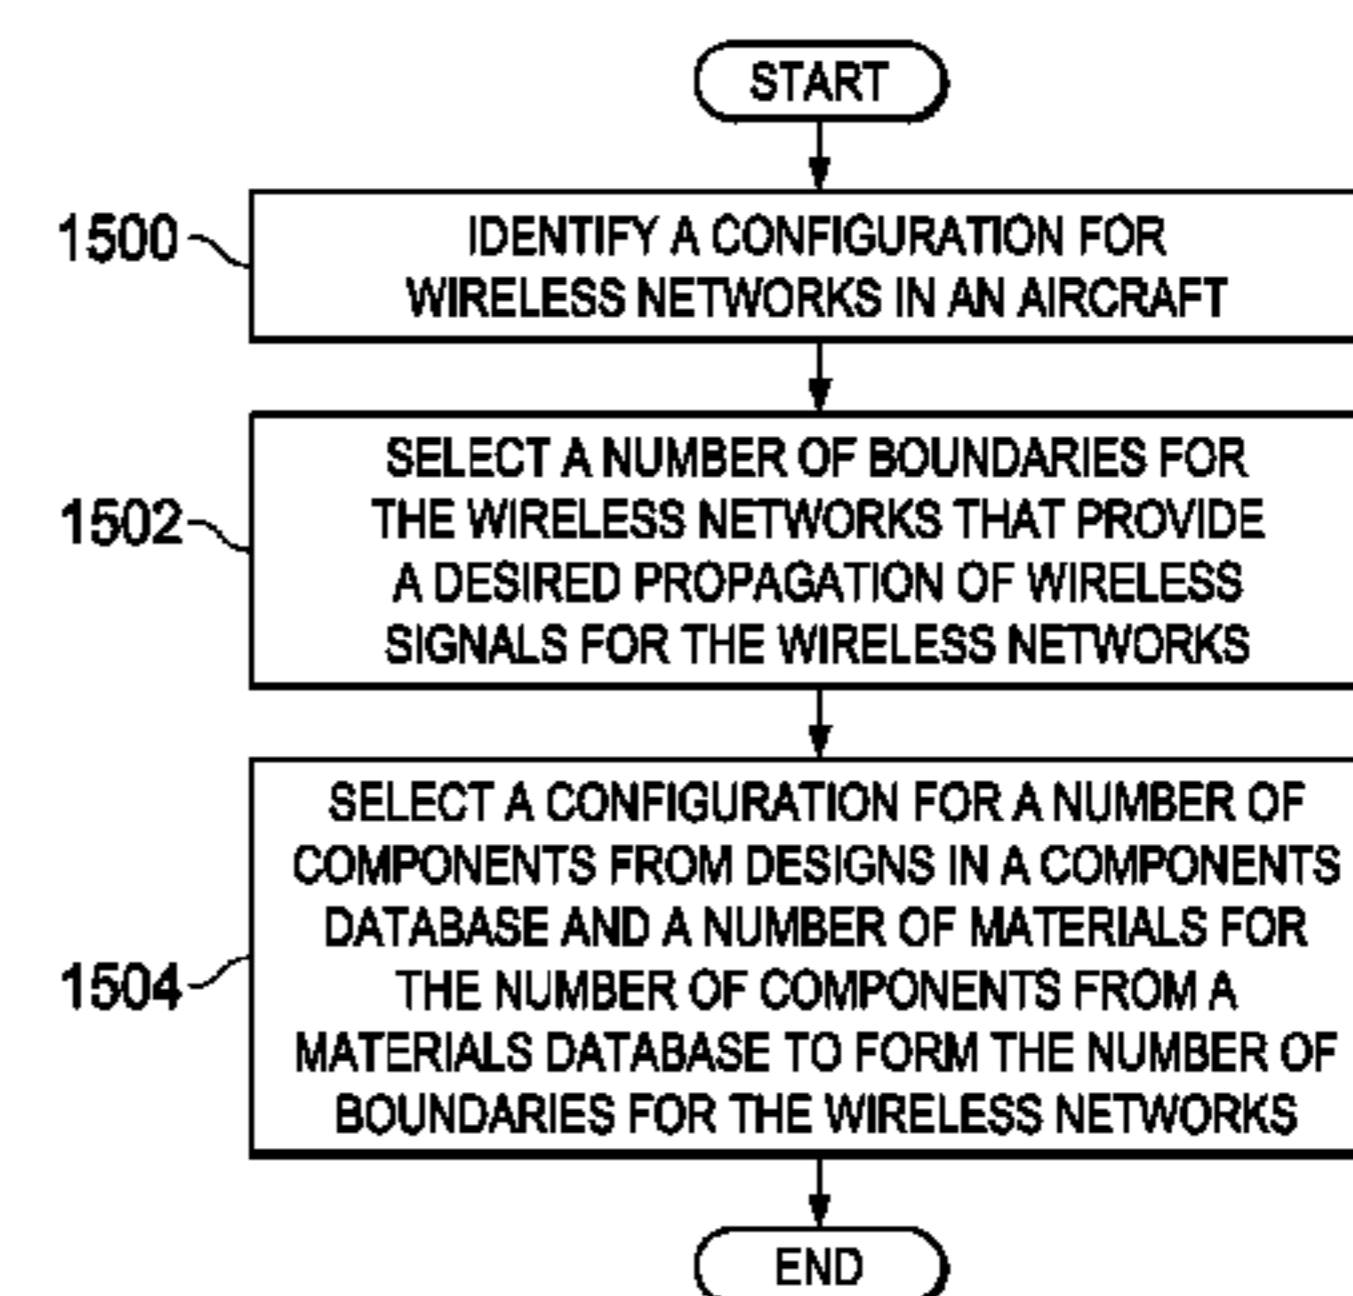 START
1500
IDENTIFY A CONFIGURATION FOR
WIRELESS NETWORKS IN AN AIRCRAFT
1502
SELECT A NUMBER OF BOUNDARIES FOR
THE WIRELESS NETWORKS THAT PROVIDE
A DESIRED PROPAGATION OF WIRELESS
SIGNALS FOR THE WIRELESS NETWORKS
1504
SELECT A CONFIGURATION FOR A NUMBER OF
COMPONENTS FROM DESIGNS IN A COMPONENTS
DATABASE AND A NUMBER OF MATERIALS FOR
THE NUMBER OF COMPONENTS FROM A
MATERIALS DATABASE TO FORM THE NUMBER OF
BOUNDARIES FOR THE WIRELESS NETWORKS
END